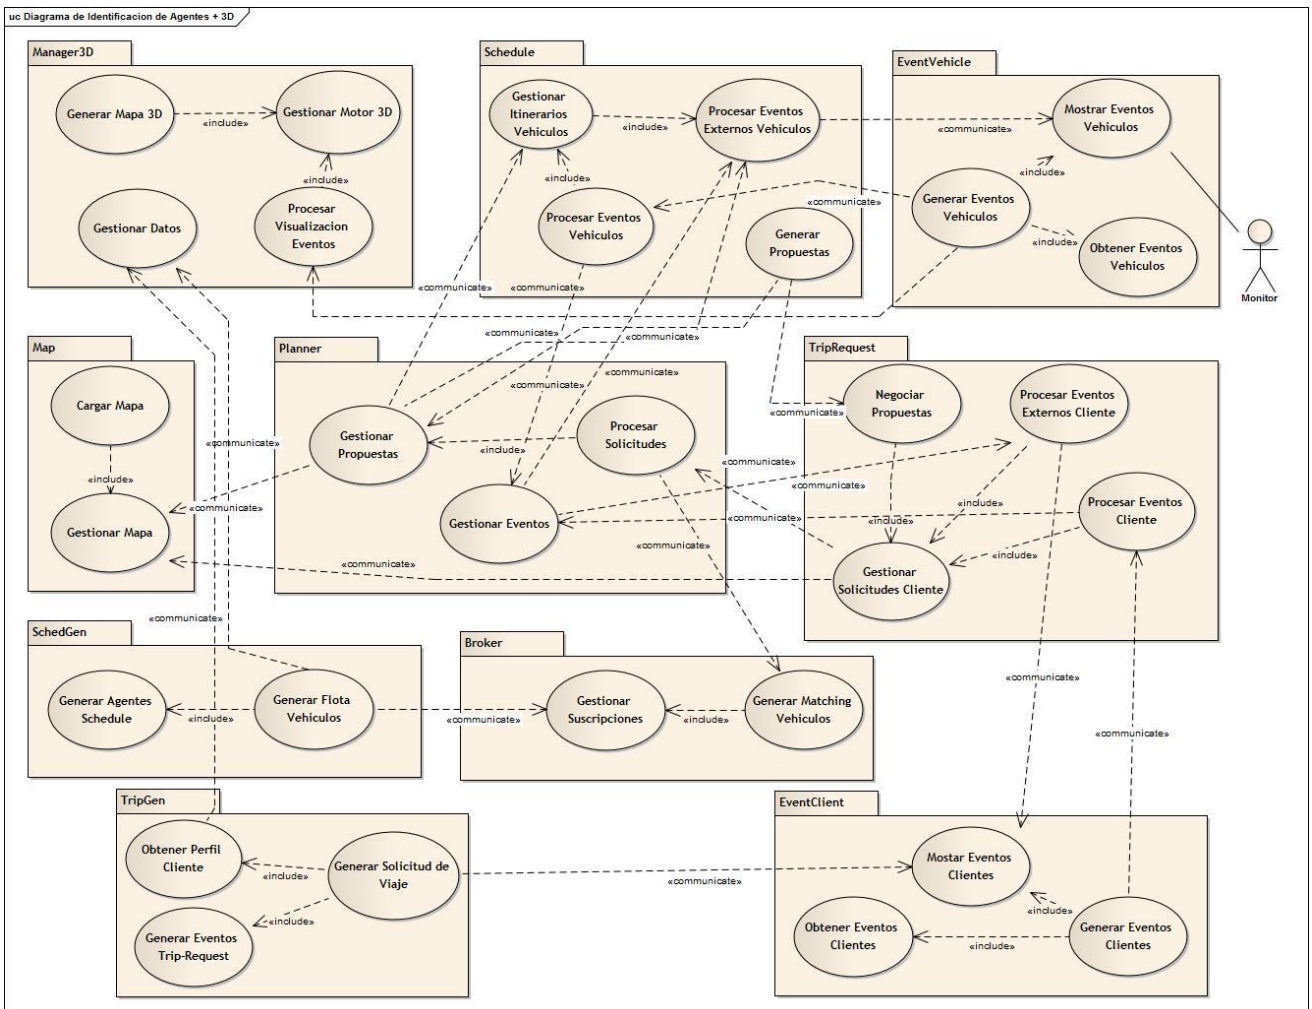 uc Diagrama de Identificacion de Agentes + 3D
Manager3D
Generar Mapa 3D
«include»
Gestionar Motor 3D
«include»
Gestionar Datos
Procesar
Visualizacion
Eventos
Schedule
Gestionar
Itinerarios
Vehiculos
«include»
Procesar Eventos
Externos Vehiculos
«include»
Procesar Eventos
Vehiculos
Generar
Propuestas
«communicate»
EventVehicle
Mostrar Eventos
Vehiculos
«include»
Generar Eventos
Vehiculos
«include»
Obtener Eventos
Vehiculos
«communicate»
Monitor
«communicate»
«communicate»
«communicate»
«communicate»
«communicate»
Map
Cargar Mapa
«include»
Gestionar Mapa
Planner
«communicate»
«communicate»
Gestionar
Propuestas
«include»
Procesar
Solicitudes
Gestionar Eventos
«communicate»
«communicate»
«communicate»
TripRequest
Negociar
Propuestas
Procesar Eventos
Externos Cliente
«communicate»
«communicate»
«communicate»
«communicate»
«communicate»
«include»
«include»
Procesar Eventos
Cliente
«include»
Gestionar
Solicitudes Cliente
«communicate»
«communicate»
SchedGen
Generar Agentes
Schedule
«include»
Generar Flota
Vehiculos
«communicate»
Broker
Gestionar
Suscripciones
«include»
Generar Matching
Vehiculos
«communicate»
«communicate»
TripGen
Obtener Perfil
Cliente
«include»
Generar Solicitud de
Viaje
«include»
Generar Eventos
Trip-Request
«communicate»
EventClient
Mostar Eventos
Clientes
«include»
Obtener Eventos
Clientes
«include»
Generar Eventos
Clientes